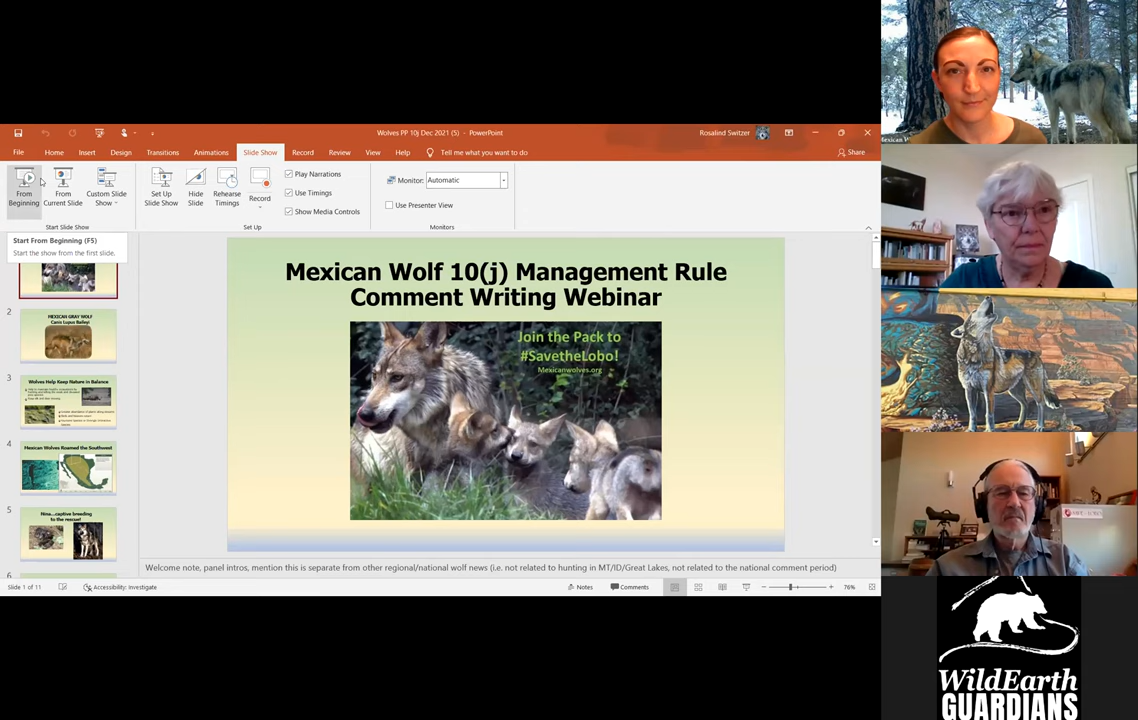 Wolves PP 10j Dec 2021 (5) - PowerPoint
Rosalind Switzer
File
Home
Insert
Design
Transitions
Animations
Slide Show
Record
Review
View
Help
Tell me what you want to do
Share
From
Beginning
From
Current Slide
Custom Slide
Show
Set Up
Slide Show
Hide
Slide
Rehearse
Timings
Record
Play Narrations
Use Timings
Show Media Controls
Monitor:
Automatic
Use Presenter View
Start Slide Show
Set Up
Monitors
Start From Beginning (F5)
Start the show from the first slide.
2
MEXICAN GRAY WOLF
Canis Lupus Baileyi
3
Wolves Help Keep Nature in Balance
4
Mexican Wolves Roamed the Southwest
5
Nina...captive breeding
to the rescue!
6
Mexican Wolf 10(j) Management Rule
Comment Writing Webinar
Join the Pack to
#SavetheLobo!
Mexicanwolves.org
Welcome note, panel intros, mention this is separate from other regional/national wolf news (i.e. not related to hunting in MT/ID/Great Lakes, not related to the national comment period)
Slide 1 of 11
Accessibility: Investigate
Notes
Comments
76%
Mexican W
WildEarth
GUARDIANS